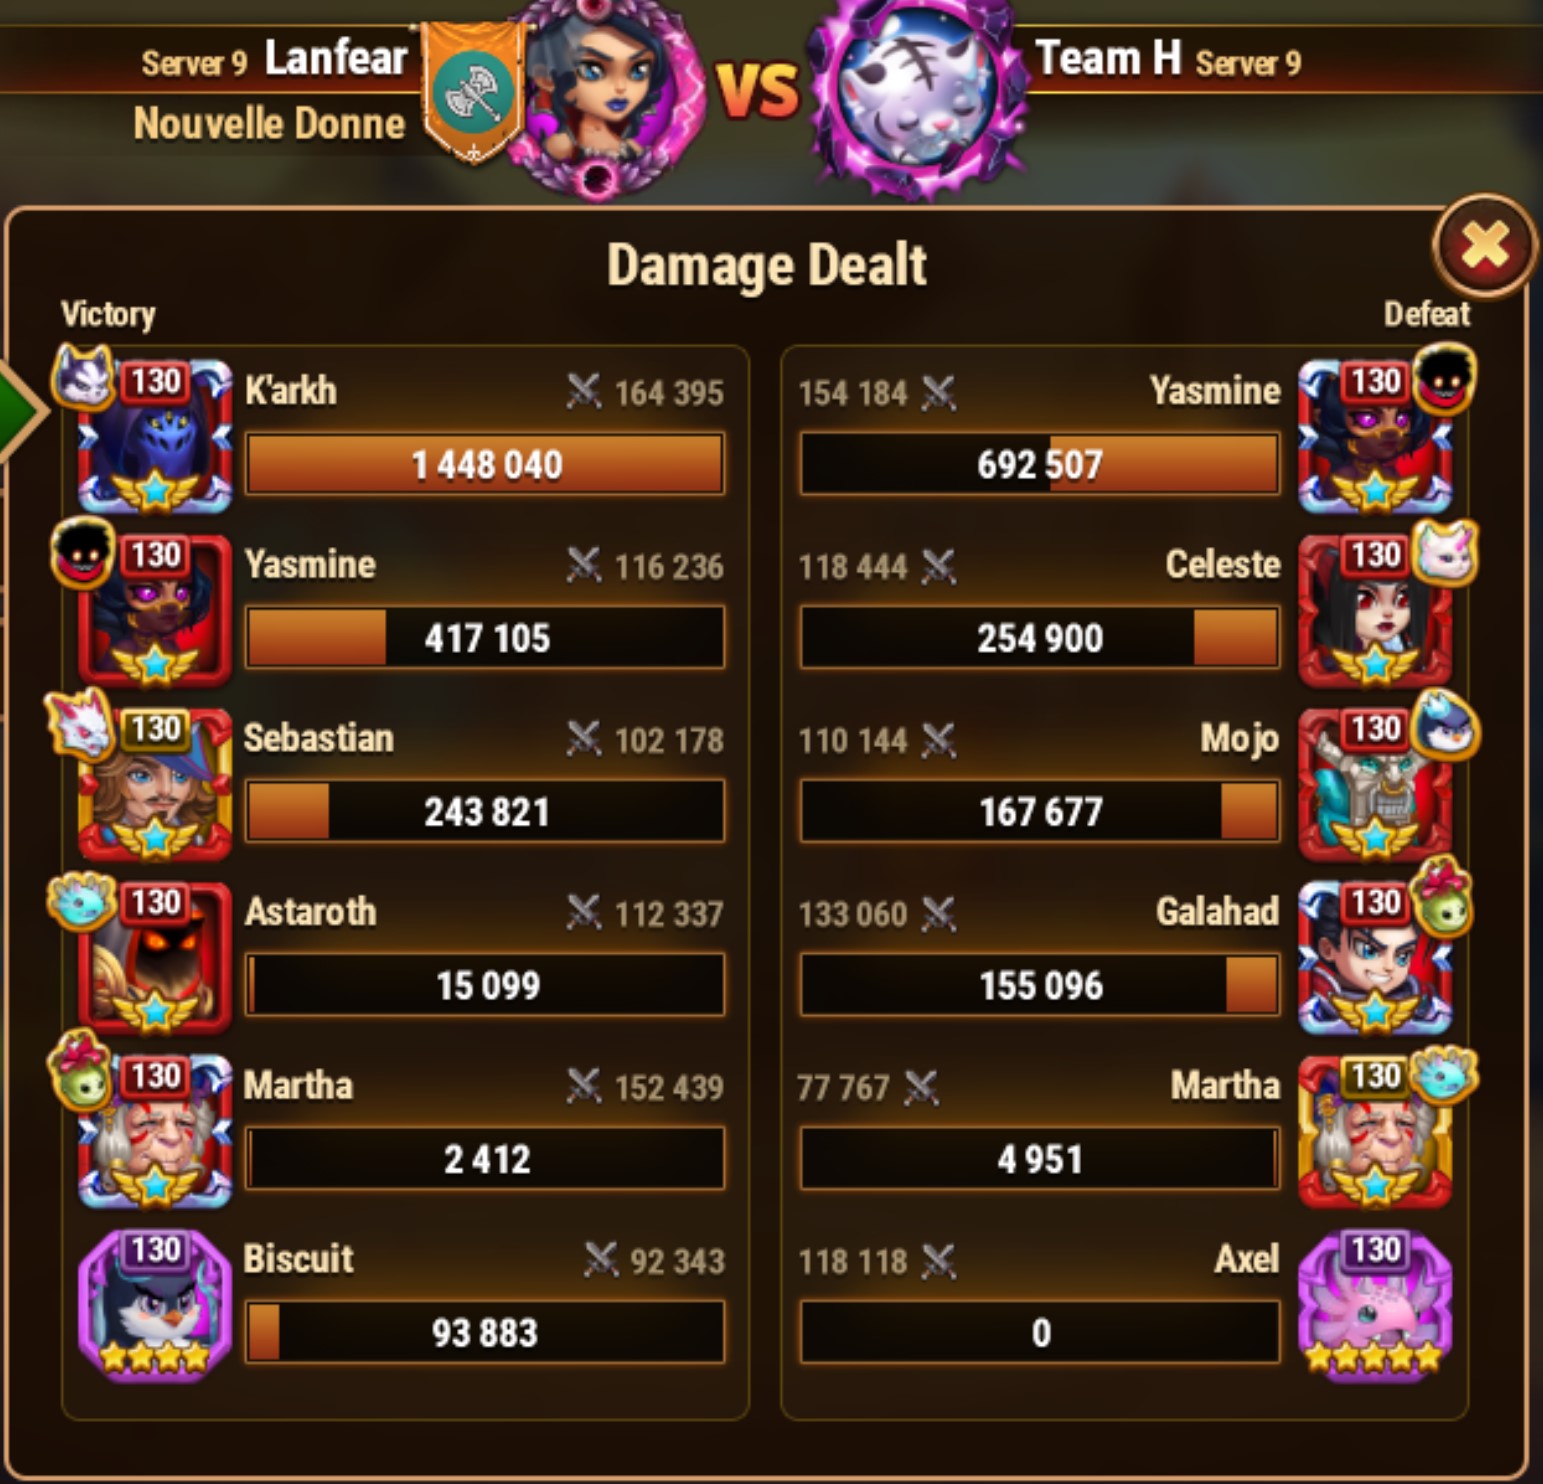 Server 9 Lanfear
Nouvelle Donne
VS
Team H Server 9
Damage Dealt
Victory
Defeat
130 K'arkh 164 395
1 448 040
154 184 Yasmine 130
692 507
130 Yasmine 116 236
417 105
118 444 Celeste 130
254 900
130 Sebastian 102 178
243 821
110 144 Mojo 130
167 677
130 Astaroth 112 337
15 099
133 060 Galahad 130
155 096
130 Martha 152 439
2 412
77 767 Martha 130
4 951
130 Biscuit 92 343
93 883
118 118 Axel 130
0